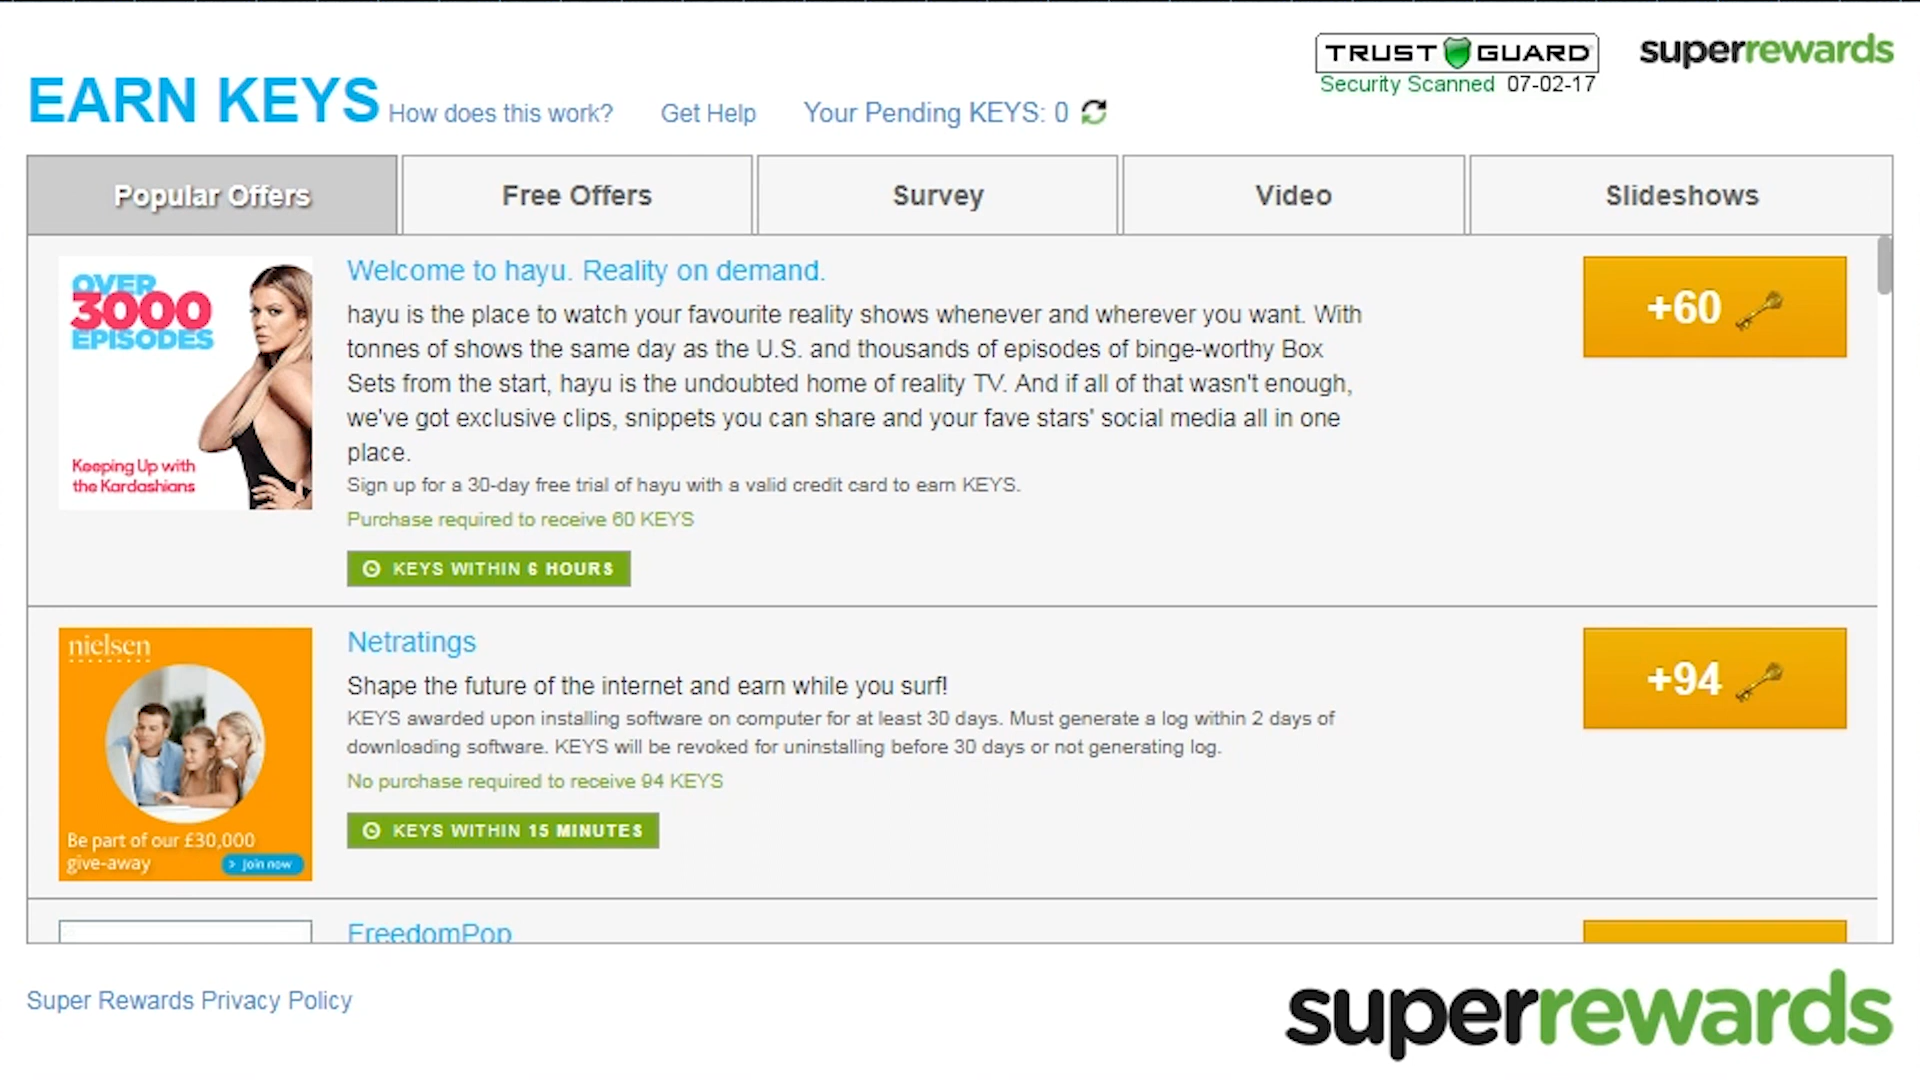 TRUST GUARD
Security Scanned 07-02-17
superrewards
EARN KEYS
How does this work?
Get Help
Your Pending KEYS: 0
Popular Offers
Free Offers
Survey
Video
Slideshows
OVER
3000
EPISODES
Keeping Up with
the Kardashians
Welcome to hayu. Reality on demand.
hayu is the place to watch your favourite reality shows whenever and wherever you want. With
tonnes of shows the same day as the U.S. and thousands of episodes of binge-worthy Box
Sets from the start, hayu is the undoubted home of reality TV. And if all of that wasn't enough,
we've got exclusive clips, snippets you can share and your fave stars' social media all in one
place.
Sign up for a 30-day free trial of hayu with a valid credit card to earn KEYS.
Purchase required to receive 60 KEYS
KEYS WITHIN 6 HOURS
+60
nielsen
Be part of our £30,000
give-away
> Join now
Netratings
Shape the future of the internet and earn while you surf!
KEYS awarded upon installing software on computer for at least 30 days. Must generate a log within 2 days of
downloading software. KEYS will be revoked for uninstalling before 30 days or not generating log.
No purchase required to receive 94 KEYS
KEYS WITHIN 15 MINUTES
+94
FreedomPop
Super Rewards Privacy Policy
superrewards